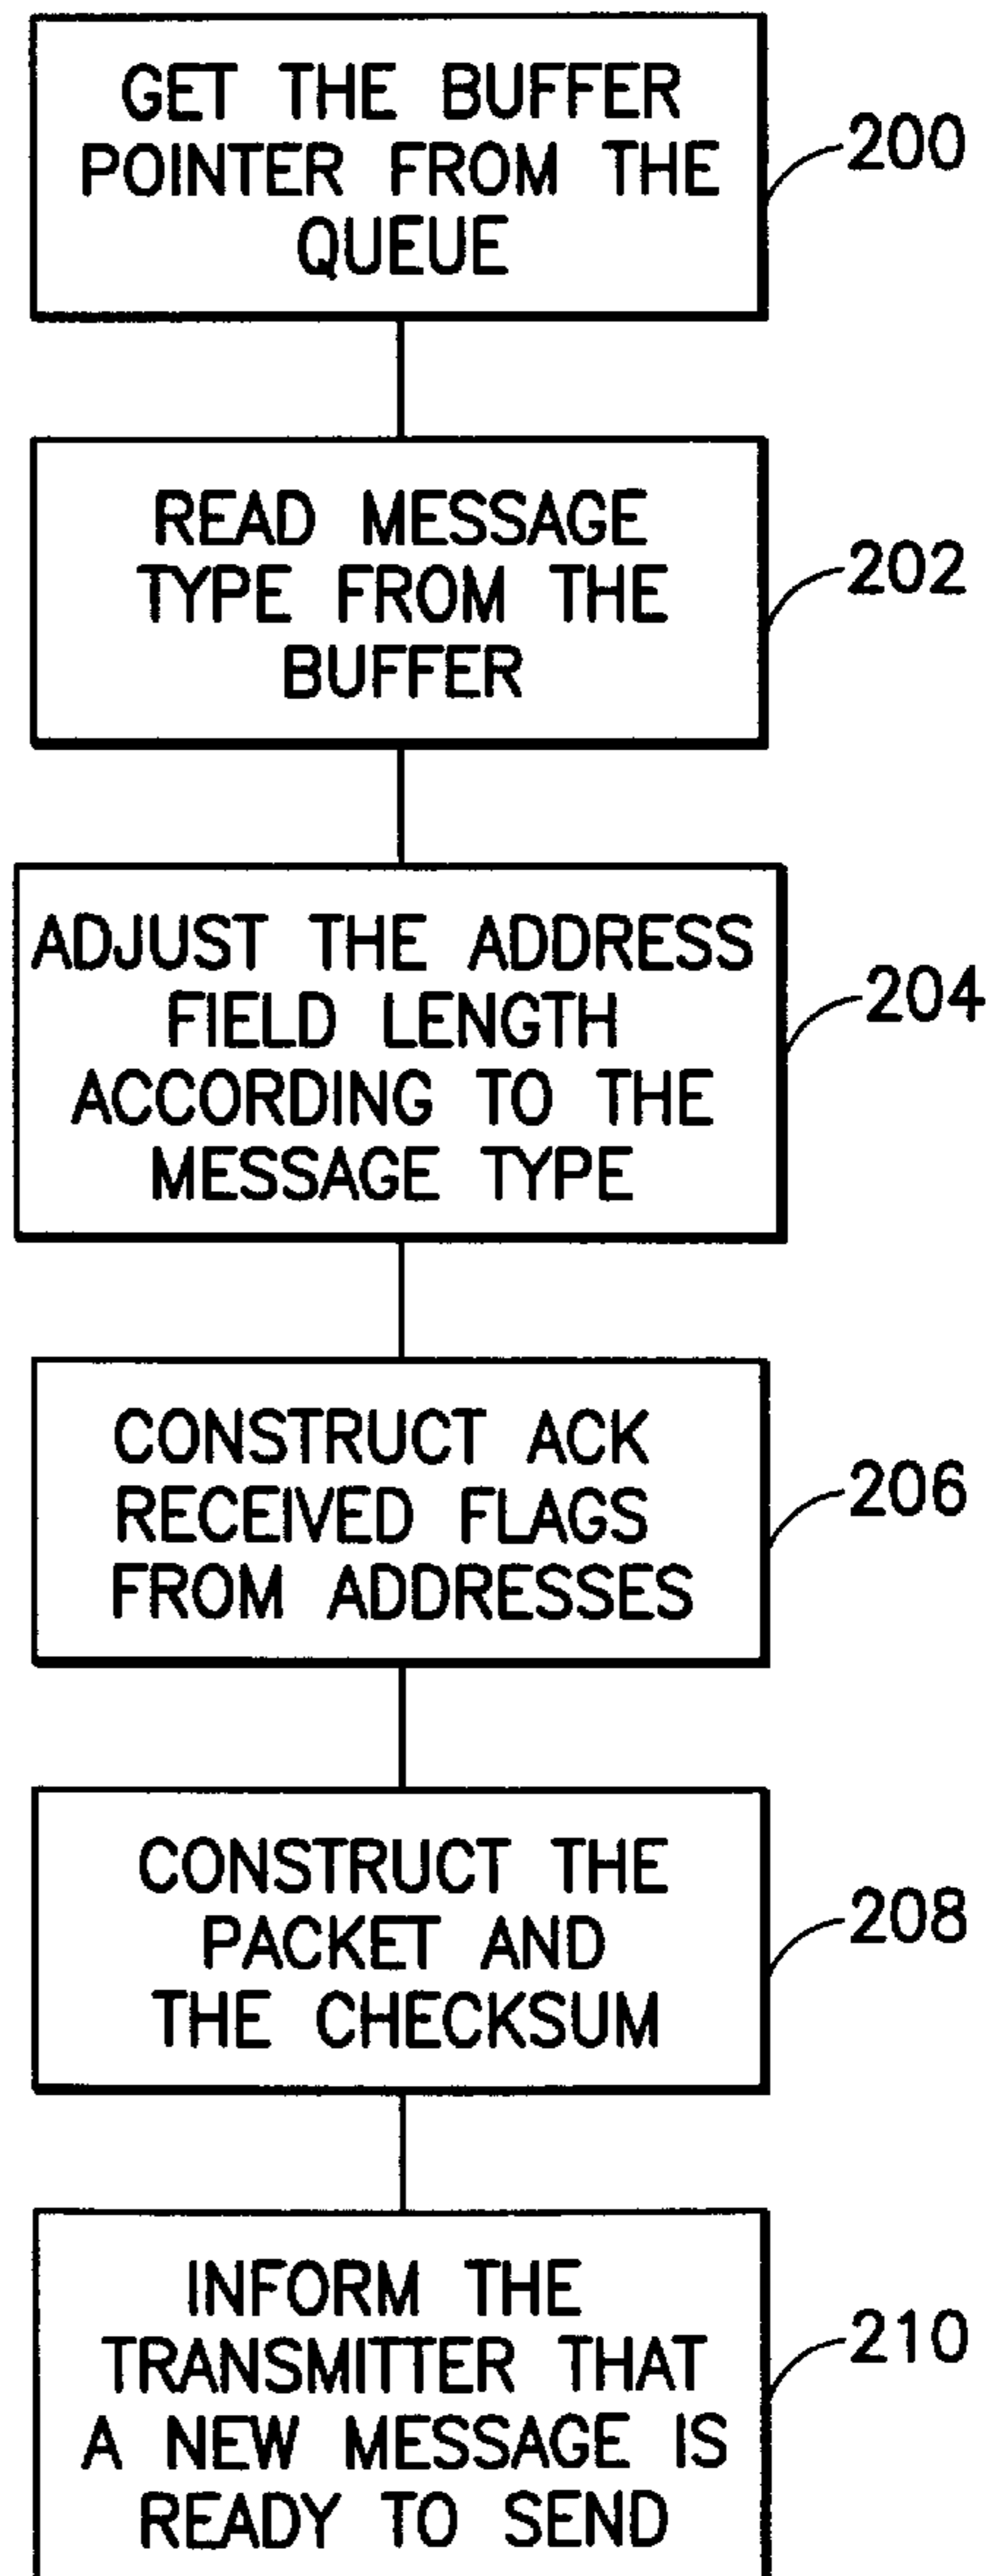 GET THE BUFFER
POINTER FROM THE
QUEUE
200
READ MESSAGE
TYPE FROM THE
BUFFER
202
ADJUST THE ADDRESS
FIELD LENGTH
ACCORDING TO THE
MESSAGE TYPE
204
CONSTRUCT ACK
RECEIVED FLAGS
FROM ADDRESSES
206
CONSTRUCT THE
PACKET AND
THE CHECKSUM
208
INFORM THE
TRANSMITTER THAT
A NEW MESSAGE IS
READY TO SEND
210